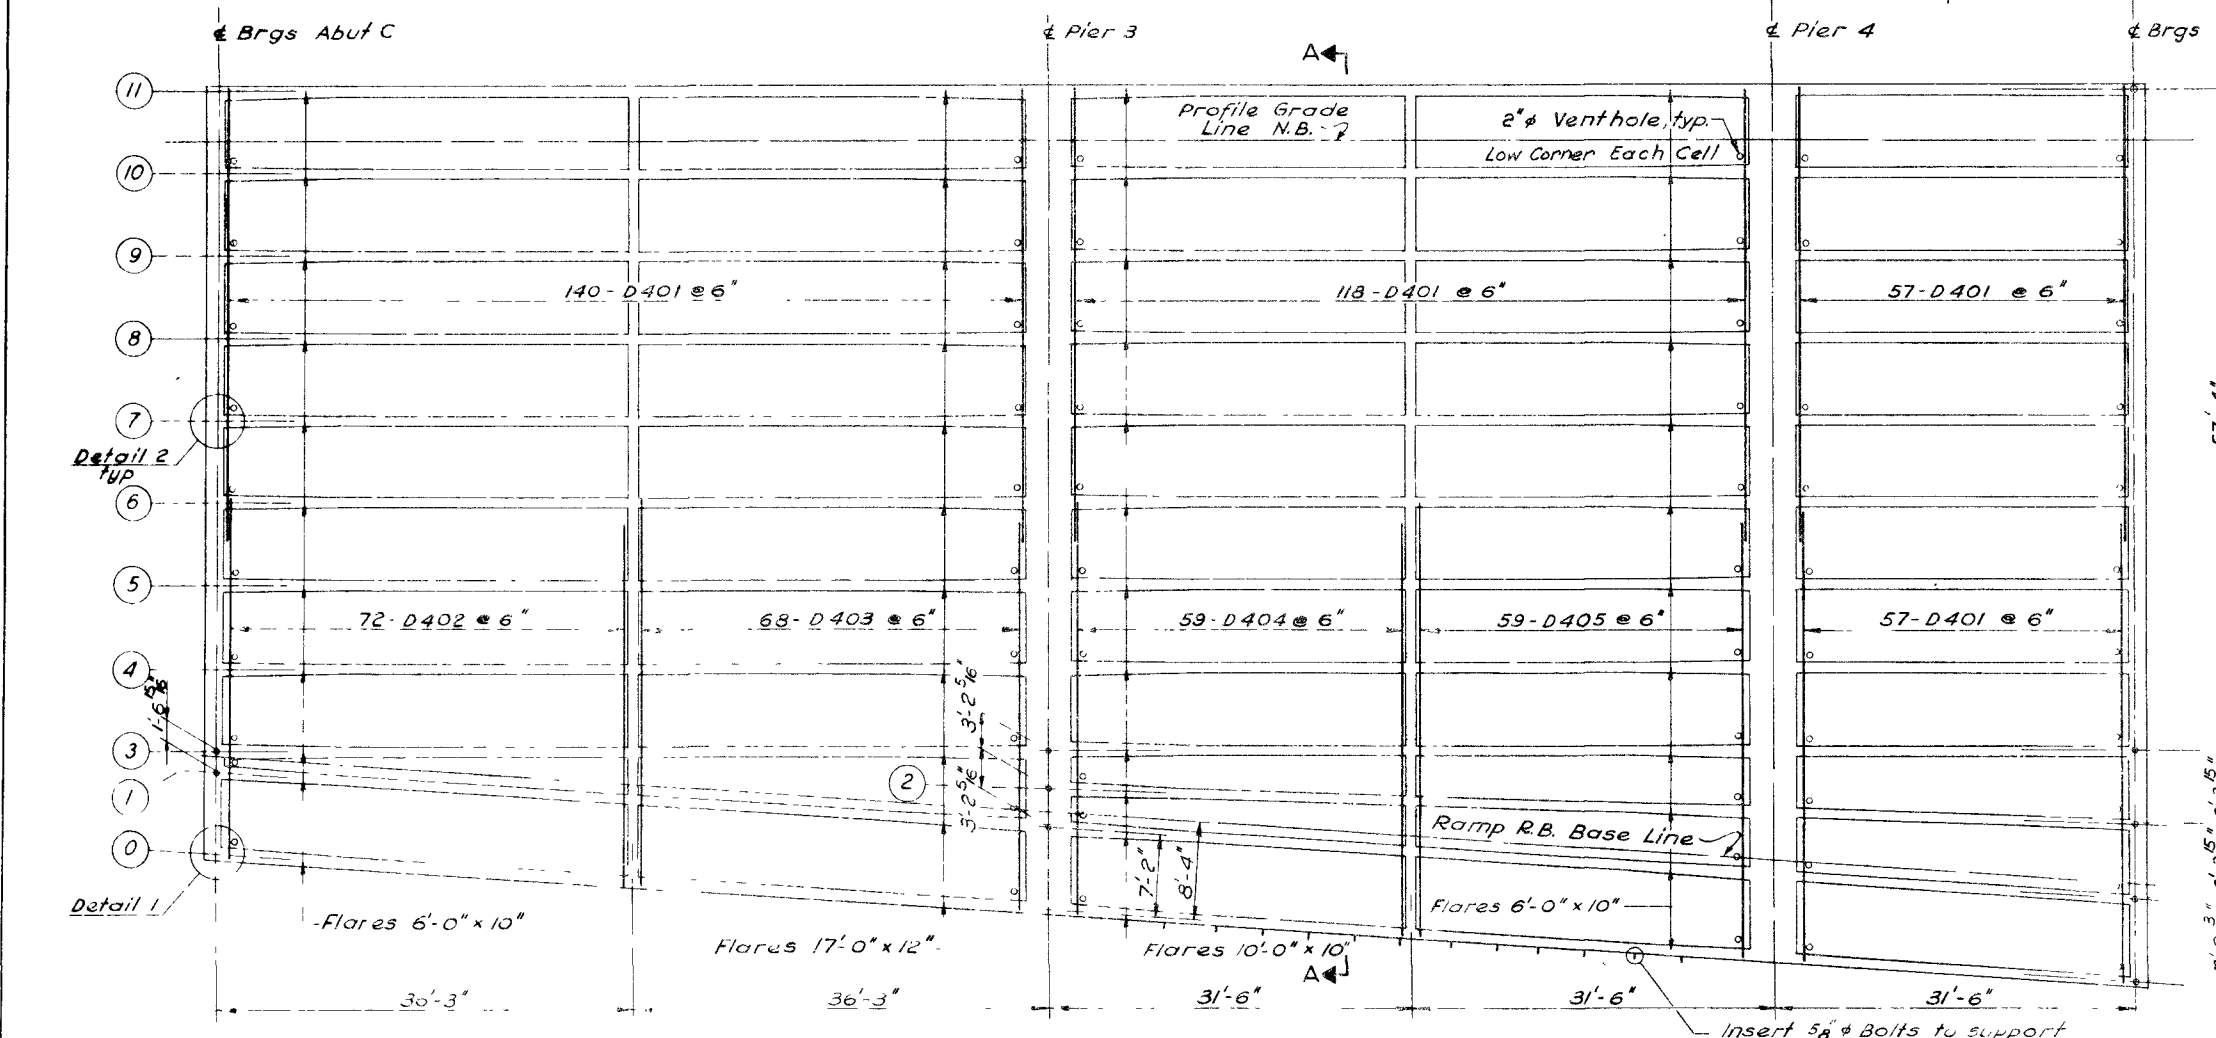 ℄ Brgs Abut C
℄ Pier 3
℄ Pier 4
℄ Brgs
A
11
Profile Grade
Line N.B.
2"φ Venthole, typ.
Low Corner Each Cell
10
9
140-D401 @ 6"
118-D401 @ 6"
57-D401 @ 6"
8
7
Detail 2
typ
6
5
72-D402 @ 6"
68-D403 @ 6"
59-D404 @ 6"
59-D405 @ 6"
57-D401 @ 6"
4
1'-6 15/16"
3'-2 5/16"
3
2
3'-2 5/16"
1
0
Ramp R.B. Base Line
7'-2"
8'-4"
Detail 1
Flares 6'-0" x 10"
Flares 17'-0" x 12"
Flares 10'-0" x 10"
Flares 6'-0" x 10"
A
36'-3"
31'-6"
31'-6"
31'-6"
Insert 5/8"φ Bolts to support